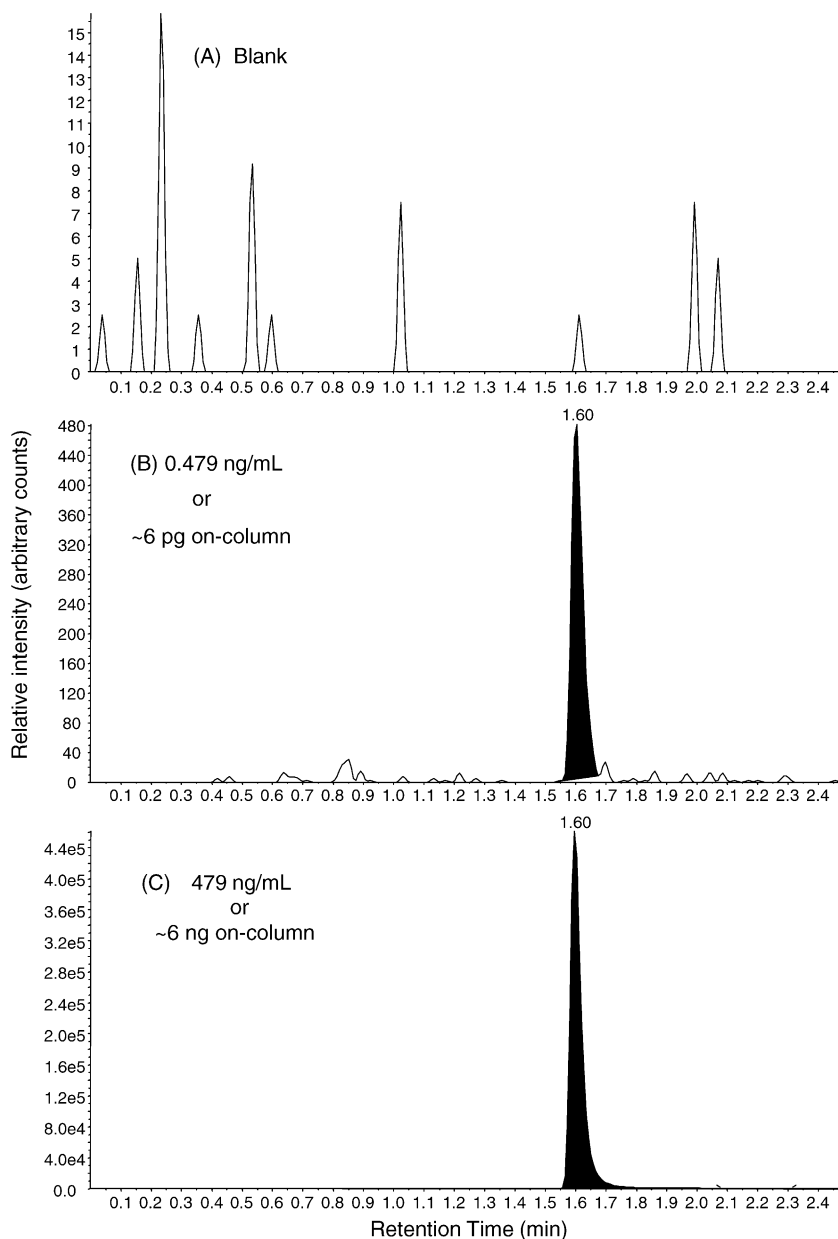 (A) Blank
15
14
13
12
11
10
9
8
7
6
5
4
3
2
1
0
0.1 0.2 0.3 0.4 0.5 0.6 0.7 0.8 0.9 1.0 1.1 1.2 1.3 1.4 1.5 1.6 1.7 1.8 1.9 2.0 2.1 2.2 2.3 2.4
Relative intensity (arbitrary counts)
1.60
(B) 0.479 ng/mL
or
~6 pg on-column
480
440
400
360
320
280
240
200
160
120
80
40
0
0.1 0.2 0.3 0.4 0.5 0.6 0.7 0.8 0.9 1.0 1.1 1.2 1.3 1.4 1.5 1.6 1.7 1.8 1.9 2.0 2.1 2.2 2.3 2.4
1.60
(C) 479 ng/mL
or
~6 ng on-column
4.4e5
4.0e5
3.6e5
3.2e5
2.8e5
2.4e5
2.0e5
1.6e5
1.2e5
8.0e4
4.0e4
0.0
0.1 0.2 0.3 0.4 0.5 0.6 0.7 0.8 0.9 1.0 1.1 1.2 1.3 1.4 1.5 1.6 1.7 1.8 1.9 2.0 2.1 2.2 2.3 2.4
Retention Time (min)